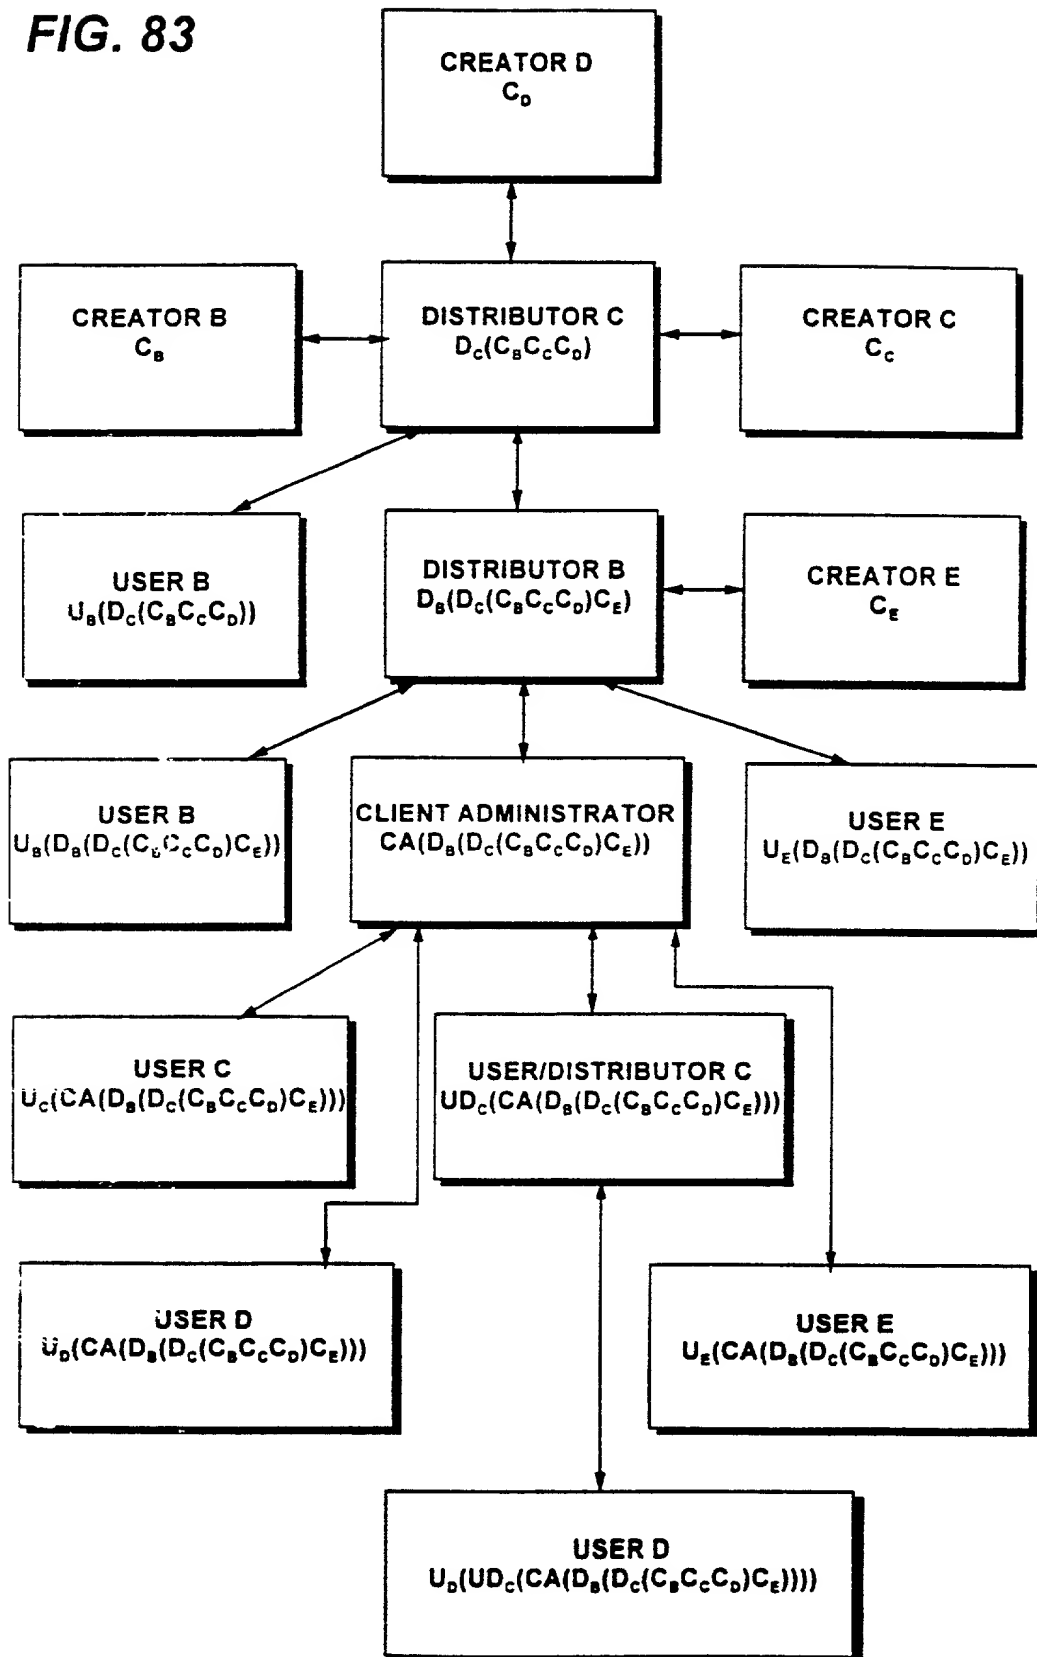 FIG. 83
CREATOR D
C_D
CREATOR B
C_B
DISTRIBUTOR C
D_C(C_BC_CC_D)
CREATOR C
C_C
USER B
U_B(D_C(C_BC_CC_D))
DISTRIBUTOR B
D_B(D_C(C_BC_CC_D)C_E)
CREATOR E
C_E
USER B
U_B(D_B(D_C(C_BC_CC_D)C_E))
CLIENT ADMINISTRATOR
CA(D_B(D_C(C_BC_CC_D)C_E))
USER E
U_E(D_B(D_C(C_BC_CC_D)C_E))
USER C
U_C(CA(D_B(D_C(C_BC_CC_D)C_E)))
USER/DISTRIBUTOR C
UD_C(CA(D_B(D_C(C_BC_CC_D)C_E)))
USER D
U_D(CA(D_B(D_C(C_BC_CC_D)C_E)))
USER E
U_E(CA(D_B(D_C(C_BC_CC_D)C_E)))
USER D
U_D(UD_C(CA(D_B(D_C(C_BC_CC_D)C_E))))